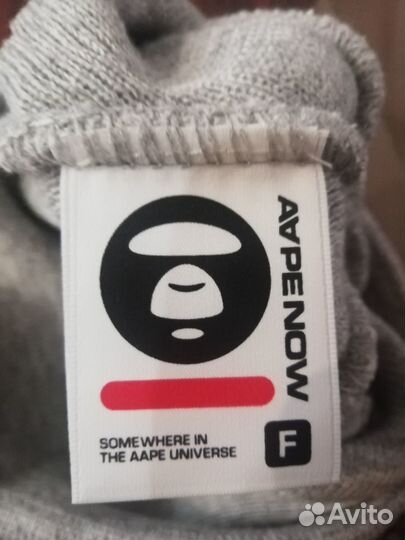 AAPE NOW
SOMEWHERE IN
THE AAPE UNIVERSE
F
Avito